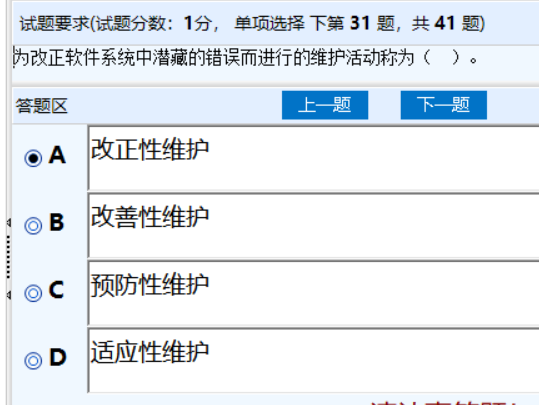 试题要求(试题分数：1分， 单项选择 下第 31 题，共 41 题)
为改正软件系统中潜藏的错误而进行的维护活动称为（ ）。
答题区 上一题 下一题
A 改正性维护
B 改善性维护
C 预防性维护
D 适应性维护